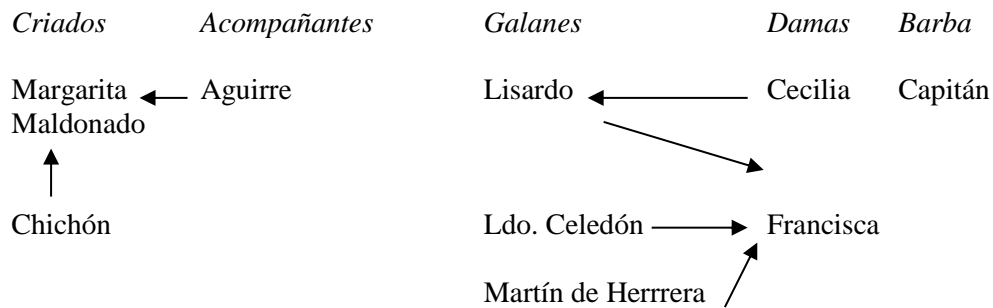 Criados Acompañantes Galanes Damas Barba
Margarita Aguirre Lisardo Cecilia Capitán
Maldonado
Chichón Ldo. Celedón Francisca
Martín de Herrrera